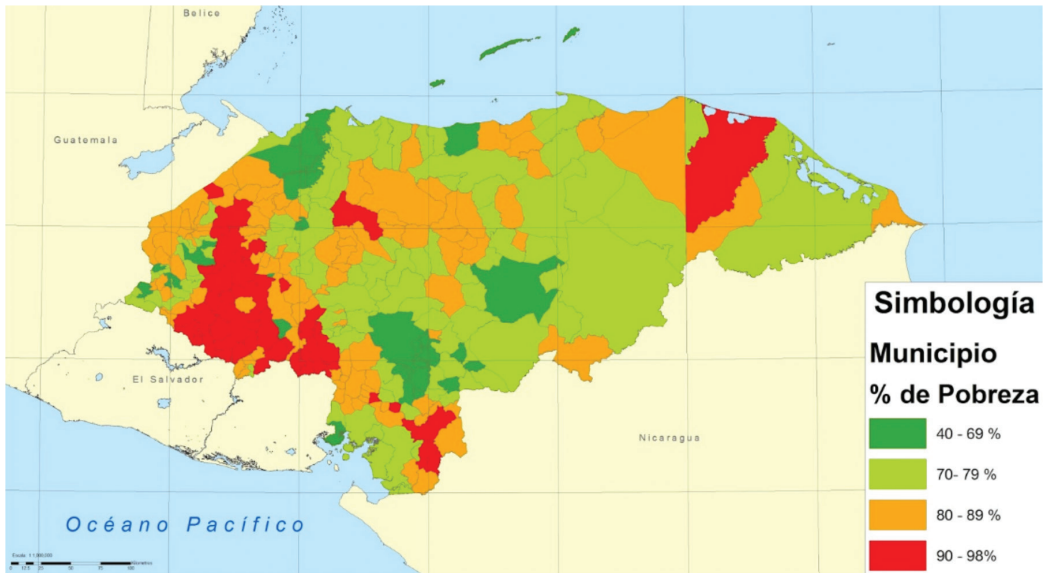 Belice
Guatemala
El Salvador
Nicaragua
Océano Pacífico
Simbología
Municipio
% de Pobreza
40 - 69 %
70- 79 %
80 - 89 %
90 - 98%